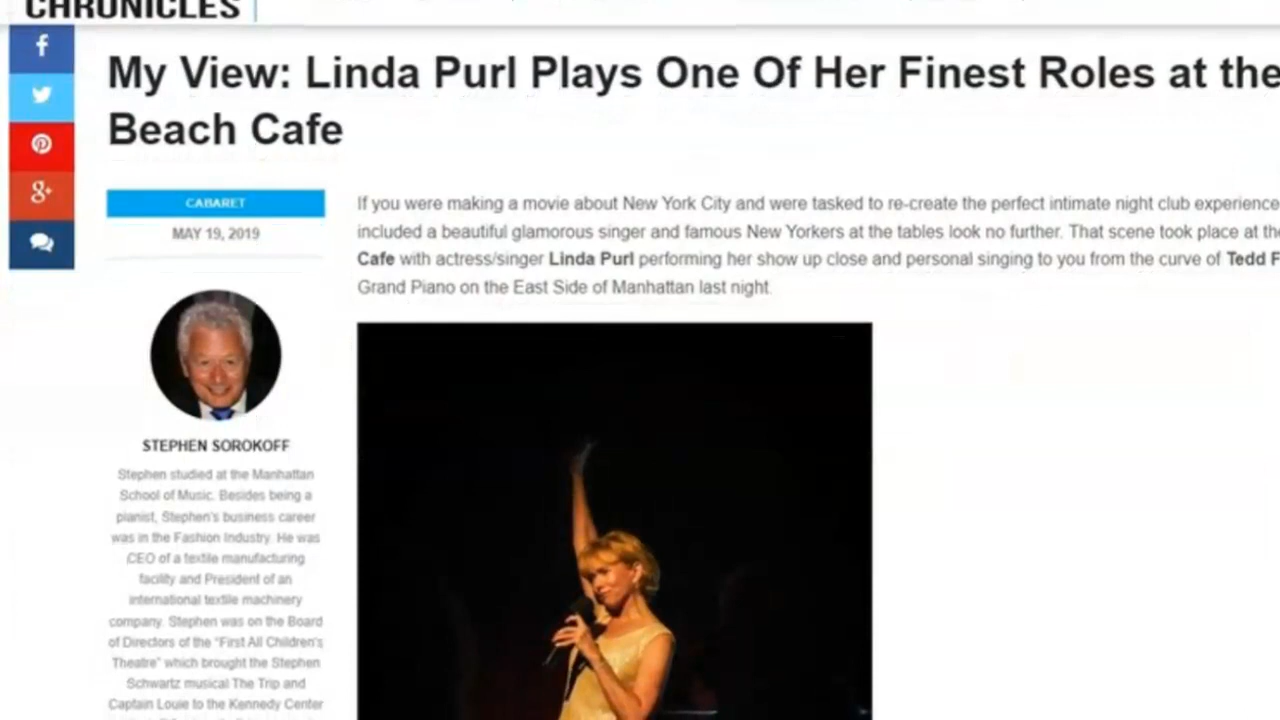 CHRONICLES
My View: Linda Purl Plays One Of Her Finest Roles at the
Beach Cafe
CABARET
MAY 19, 2019
If you were making a movie about New York City and were tasked to re-create the perfect intimate night club experience
included a beautiful glamorous singer and famous New Yorkers at the tables look no further. That scene took place at the
Cafe with actress/singer Linda Purl performing her show up close and personal singing to you from the curve of Tedd F
Grand Piano on the East Side of Manhattan last night.
STEPHEN SOROKOFF
Stephen studied at the Manhattan
School of Music. Besides being a
pianist, Stephen's business career
was in the Fashion Industry. He was
CEO of a textile manufacturing
facility and President of an
international textile machinery
company. Stephen was on the Board
of Directors of the "First All Children's
Theatre" which brought the Stephen
Schwartz musical The Trip and
Captain Louie to the Kennedy Center